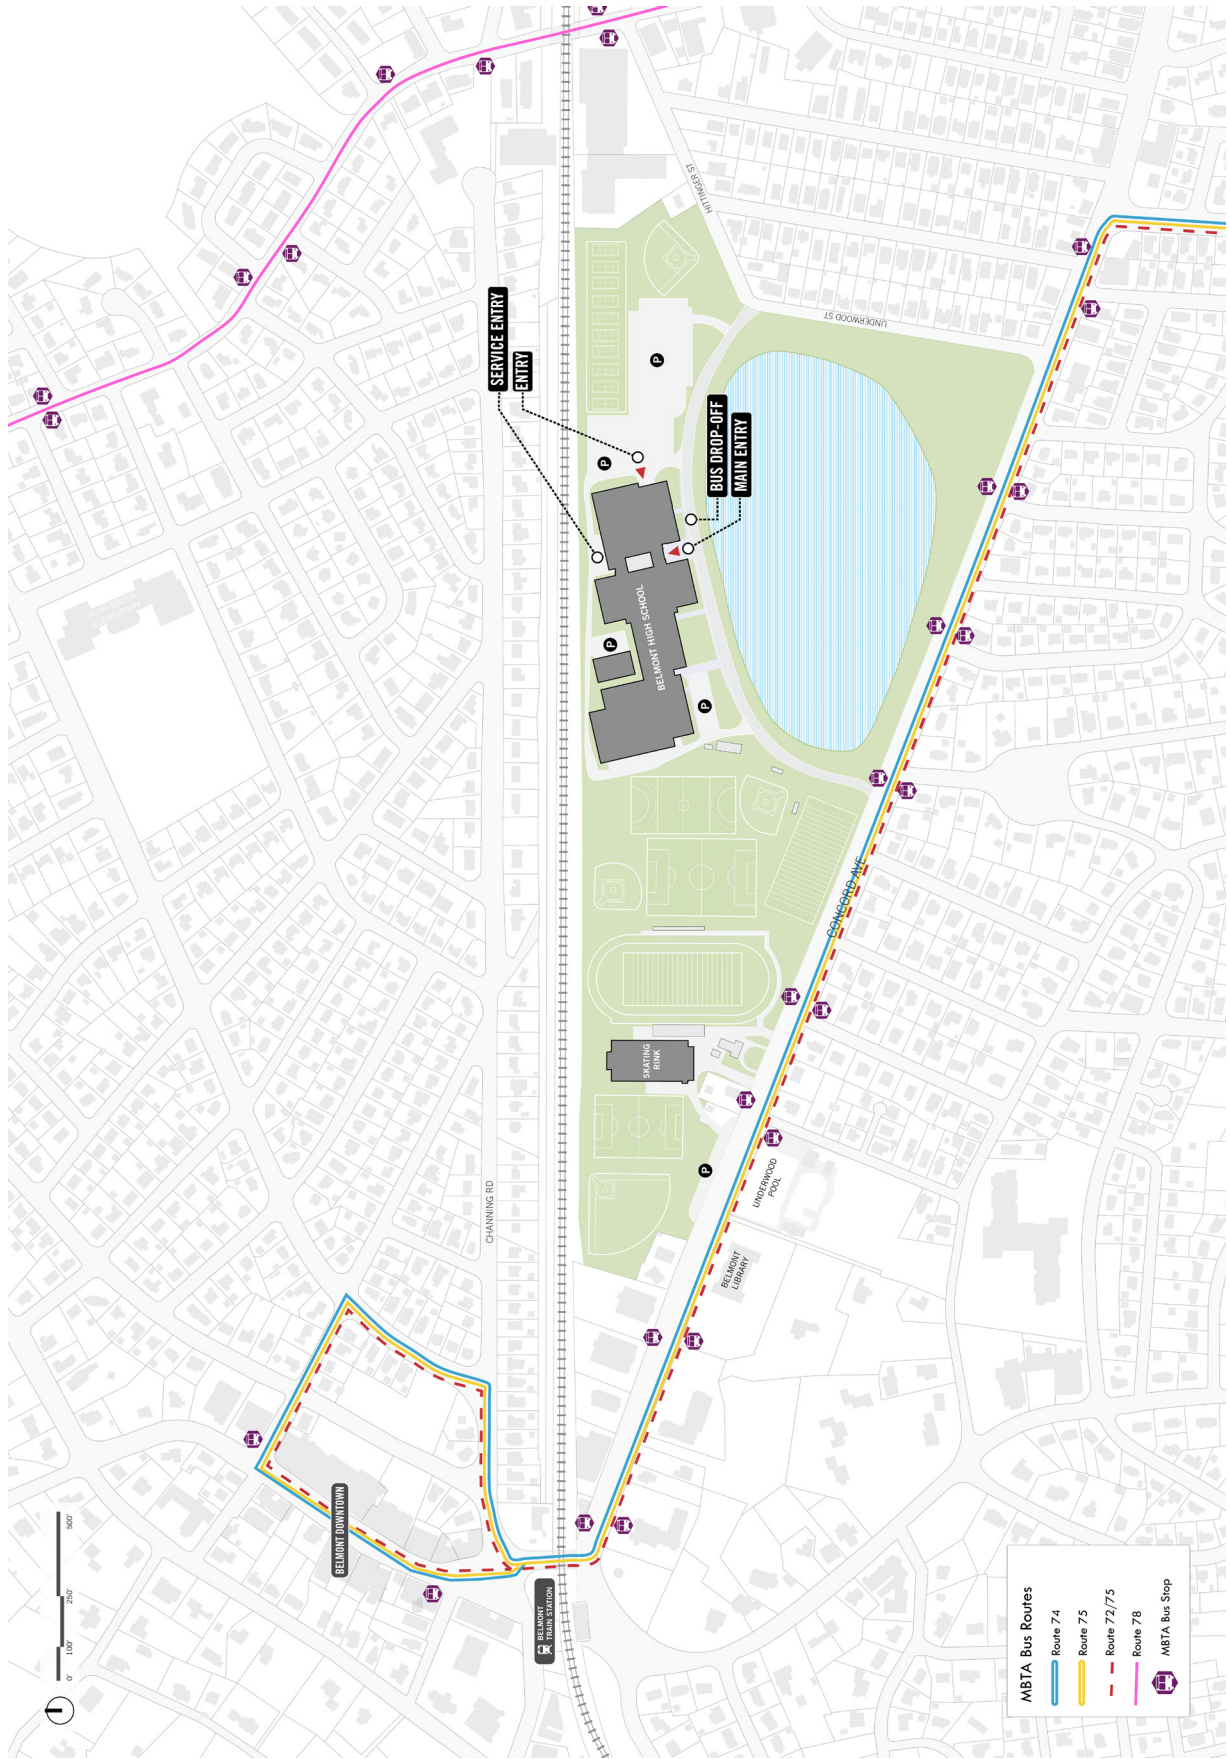 SERVICE ENTRY
ENTRY
BUS DROP-OFF
MAIN ENTRY
HITTINGER ST
UNDERWOOD ST
P
P
P
P
P
BELMONT HIGH SCHOOL
CONCORD AVE
SKATING
RINK
UNDERWOOD
POOL
BELMONT
LIBRARY
CHANNING RD
BELMONT DOWNTOWN
BELMONT
TRAIN STATION
0'
100'
250'
500'
MBTA Bus Routes
Route 74
Route 75
Route 72/75
Route 78
MBTA Bus Stop